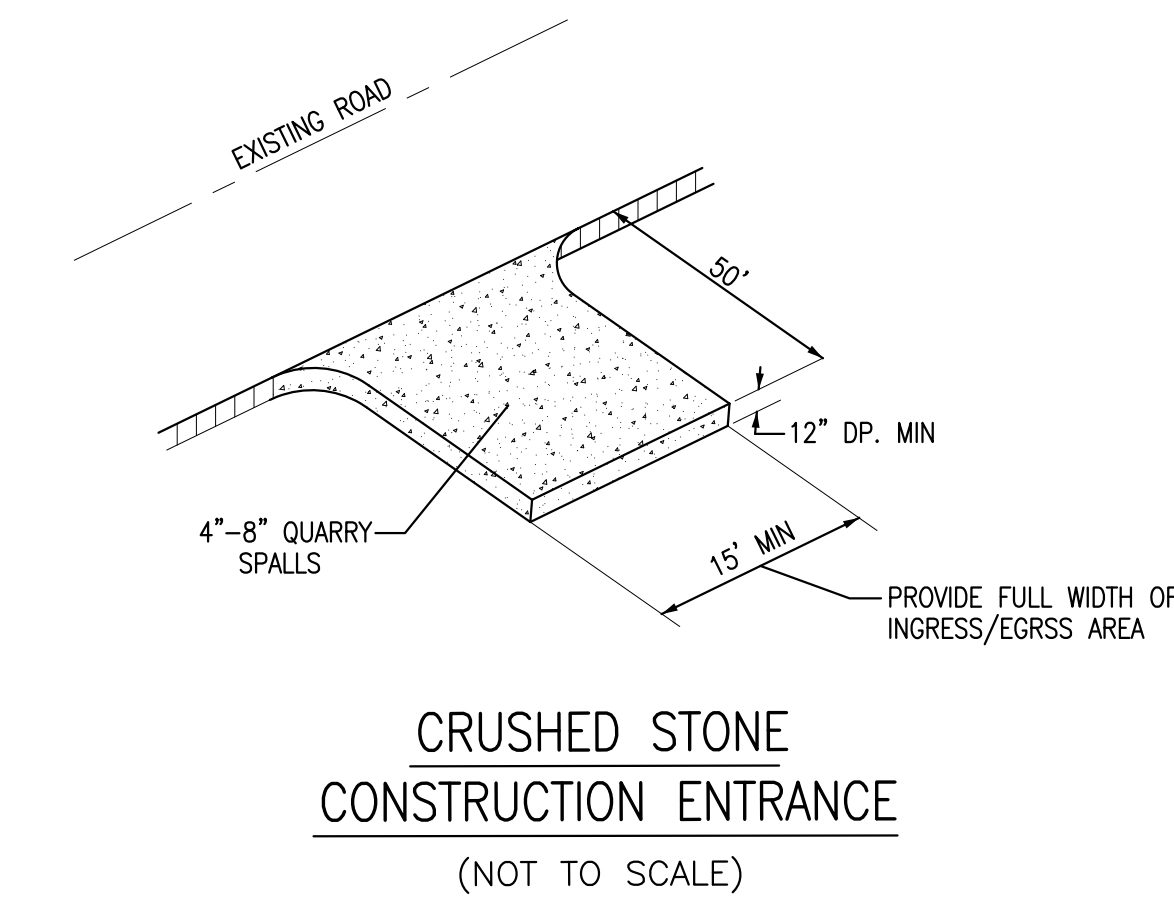 EXISTING ROAD
50'
12" DP. MIN
4"-8" QUARRY
SPALLS
15' MIN
PROVIDE FULL WIDTH OF
INGRESS/EGRSS AREA
CRUSHED STONE
CONSTRUCTION ENTRANCE
(NOT TO SCALE)